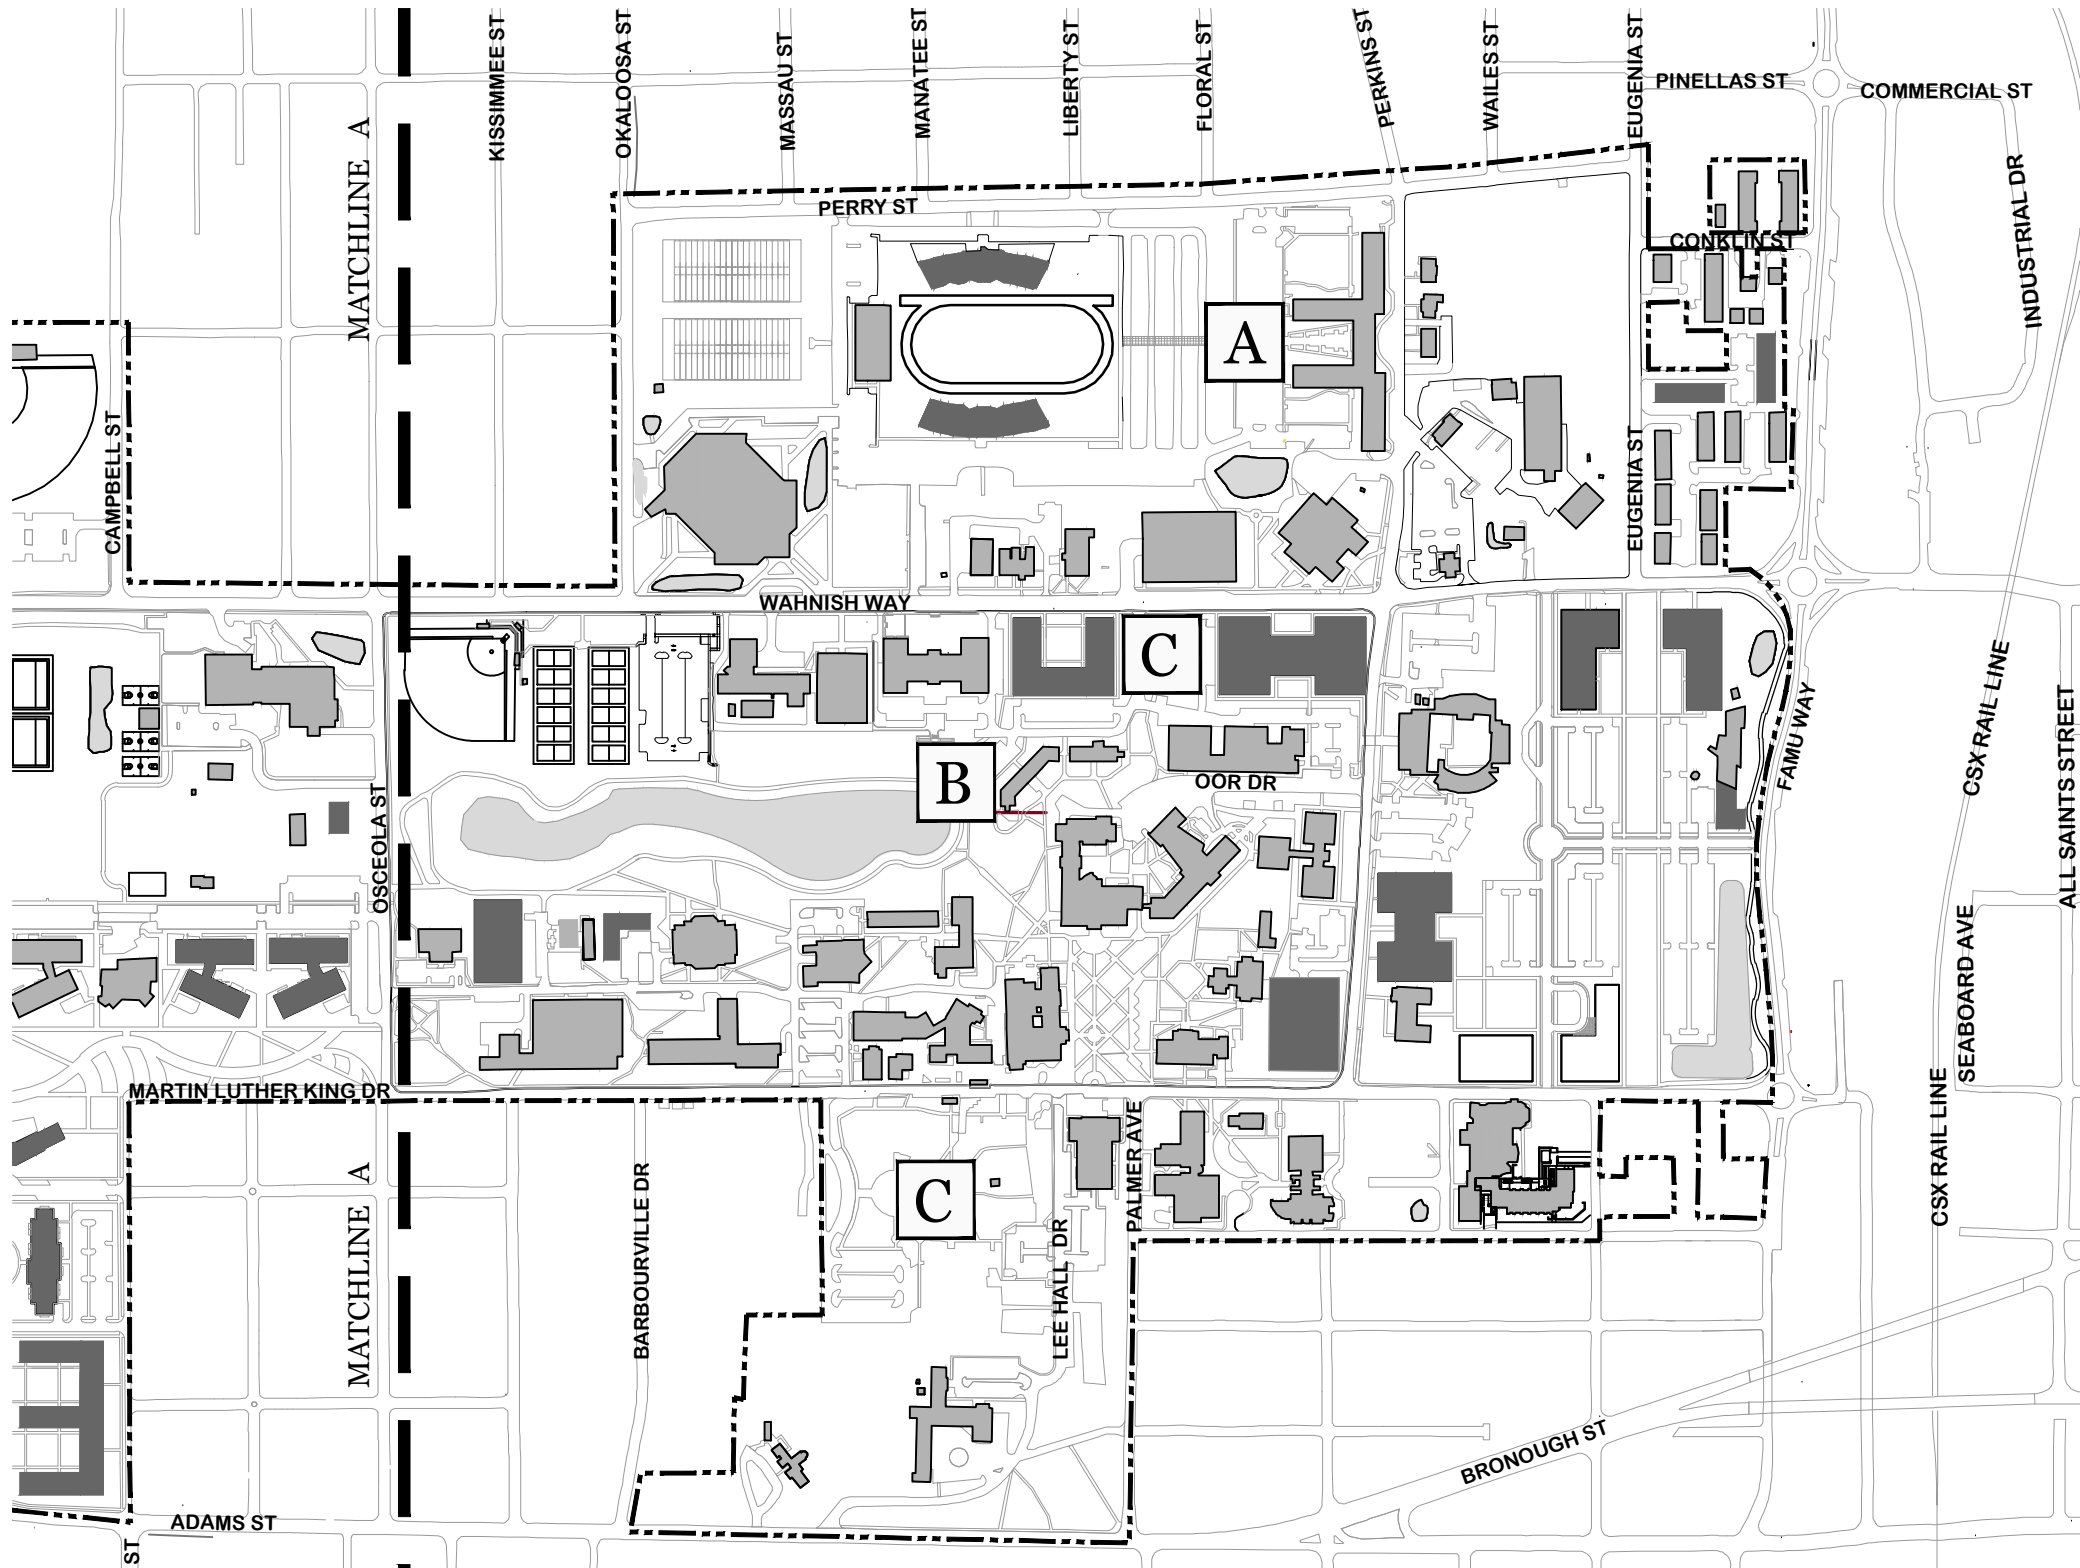 KISSIMMEE ST
OKALOOSA ST
MASSAU ST
MANATEE ST
LIBERTY ST
FLORAL ST
PERKINS ST
WAILES ST
EUGENIA ST
PINELLAS ST
COMMERCIAL ST
MATCHLINE A
INDUSTRIAL DR
PERRY ST
CONKLIN ST
A
CAMPBELL ST
EUGENIA ST
WAHNISH WAY
C
CSX RAIL LINE
FAMU WAY
ALL SAINTS STREET
B
OOR DR
OSCEOLA ST
SEABOARD AVE
MARTIN LUTHER KING DR
CSX RAIL LINE
PALMER AVE
MATCHLINE A
BARBOURVILLE DR
C
LEE HALL DR
BRONOUGH ST
ADAMS ST
ST